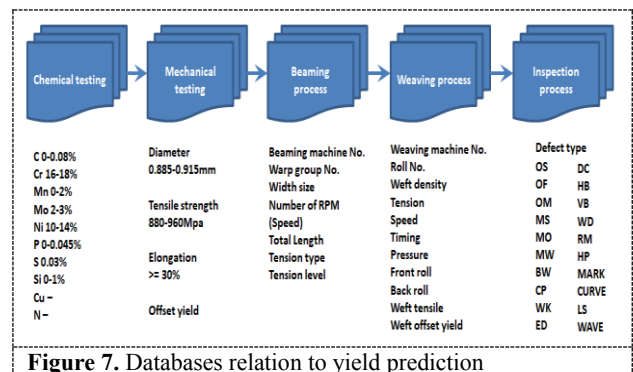 Chemical testing
Mechanical
testing
Beaming
process
Weaving process
Inspection
process
C 0-0.08%
Cr 16-18%
Mn 0-2%
Mo 2-3%
Ni 10-14%
P 0-0.045%
S 0.03%
Si 0-1%
Cu –
N –
Diameter
0.885-0.915mm
Tensile strength
880-960Mpa
Elongation
>= 30%
Offset yield
Beaming machine No.
Warp group No.
Width size
Number of RPM
(Speed)
Total Length
Tension type
Tension level
Weaving machine No.
Roll No.
Weft density
Tension
Speed
Timing
Pressure
Front roll
Back roll
Weft tensile
Weft offset yield
Defect type
OS DC
OF HB
OM VB
MS WD
MO RM
MW HP
BW MARK
CP CURVE
WK LS
ED WAVE
Figure 7. Databases relation to yield prediction